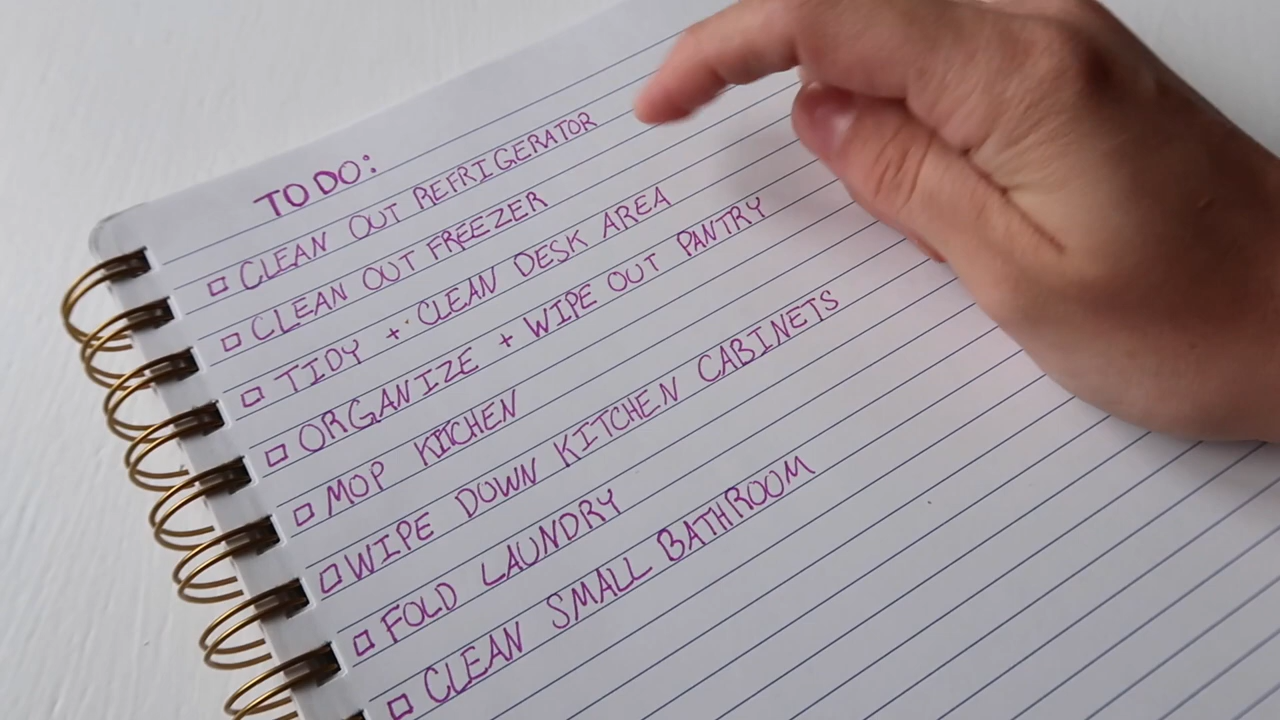 TO DO:
□ CLEAN OUT REFRIGERATOR
□ CLEAN OUT FREEZER
□ TIDY + CLEAN DESK AREA
□ ORGANIZE + WIPE OUT PANTRY
□ MOP KITCHEN
□ WIPE DOWN KITCHEN CABINETS
□ FOLD LAUNDRY
□ CLEAN SMALL BATHROOM